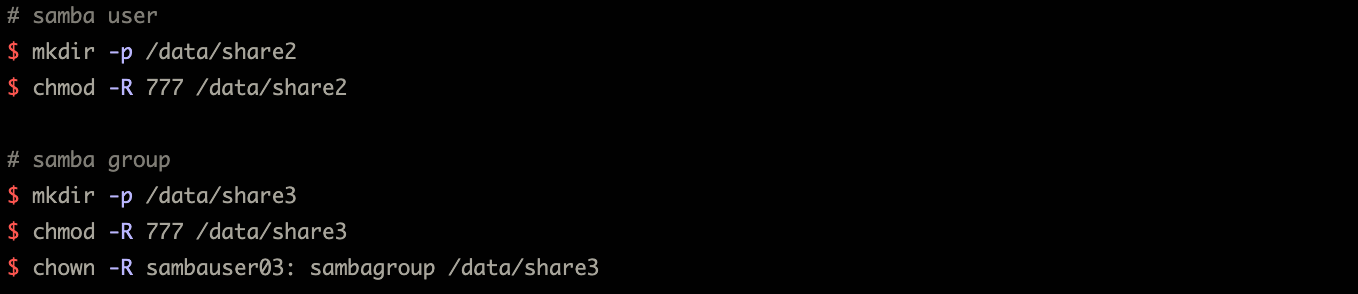 # samba user
$ mkdir -p /data/share2
$ chmod -R 777 /data/share2
# samba group
$ mkdir -p /data/share3
$ chmod -R 777 /data/share3
$ chown -R sambauser03: sambagroup /data/share3